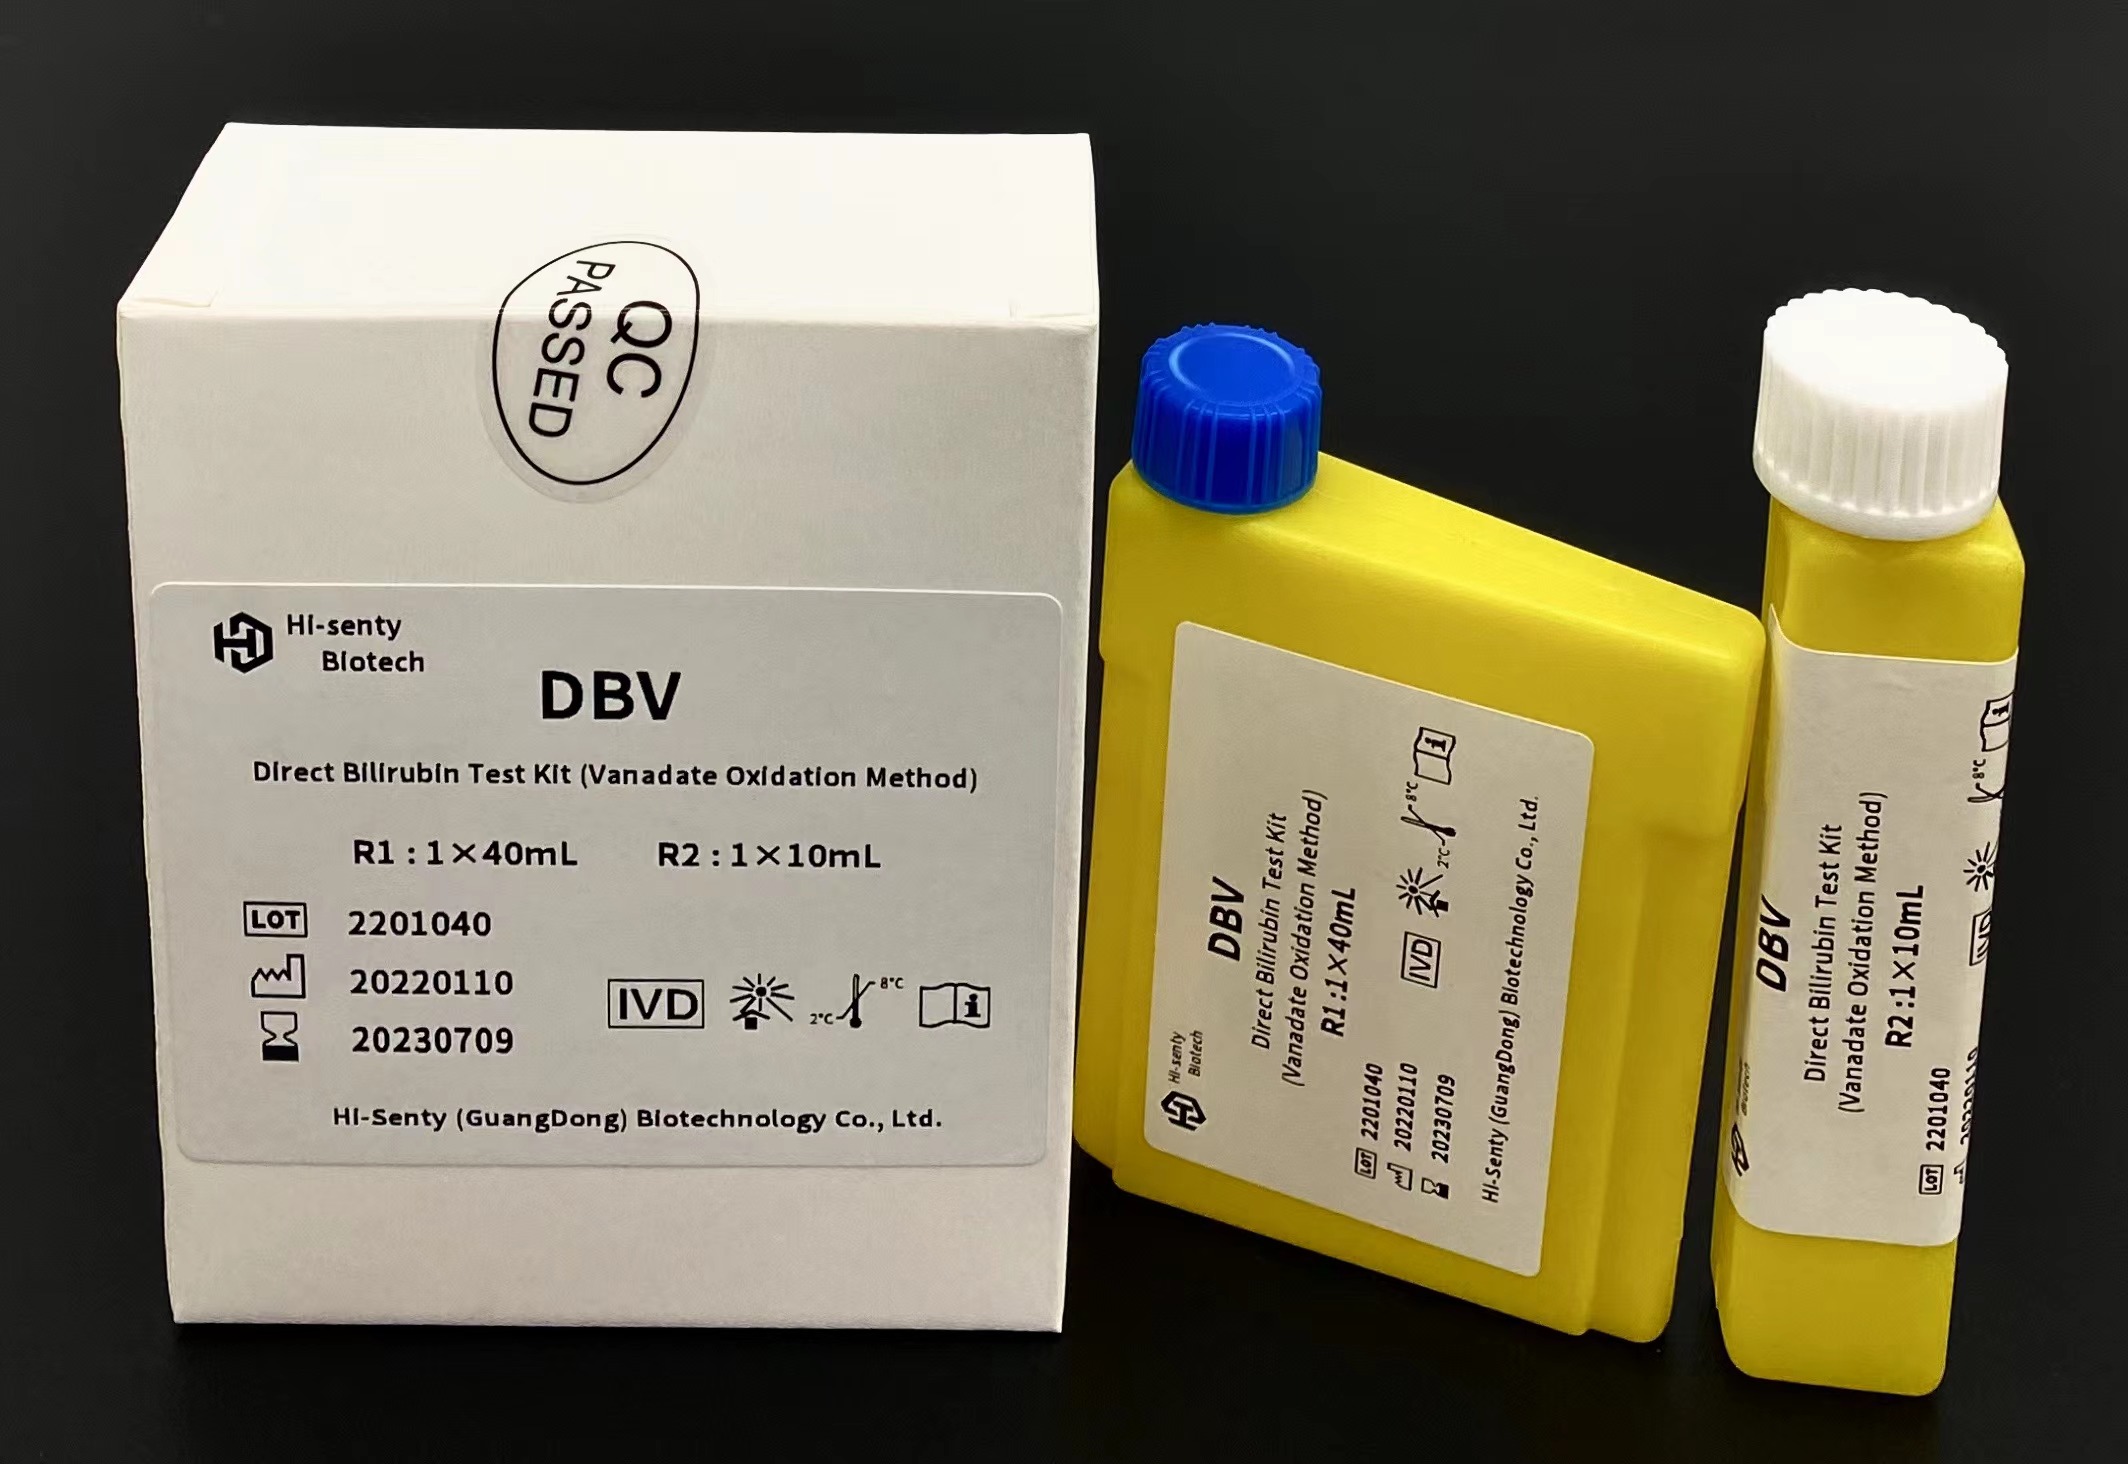 QC
PASSED
Hi-senty
Biotech
DBV
Direct Bilirubin Test Kit (Vanadate Oxidation Method)
R1 : 1×40mL R2 : 1×10mL
LOT 2201040
20220110
20230709
IVD 2°C 8°C i
Hi-Senty (GuangDong) Biotechnology Co., Ltd.
Hi-senty
Biotech
DBV
Direct Bilirubin Test Kit
(Vanadate Oxidation Method)
R1 :1×40mL
LOT 2201040
20220110
20230709
IVD 2°C 8°C i
Hi-Senty (GuangDong) Biotechnology Co., Ltd.
Biotech
DBV
Direct Bilirubin Test Kit
(Vanadate Oxidation Method)
R2 :1×10mL
LOT 2201040
20220110
IVD 8°C i